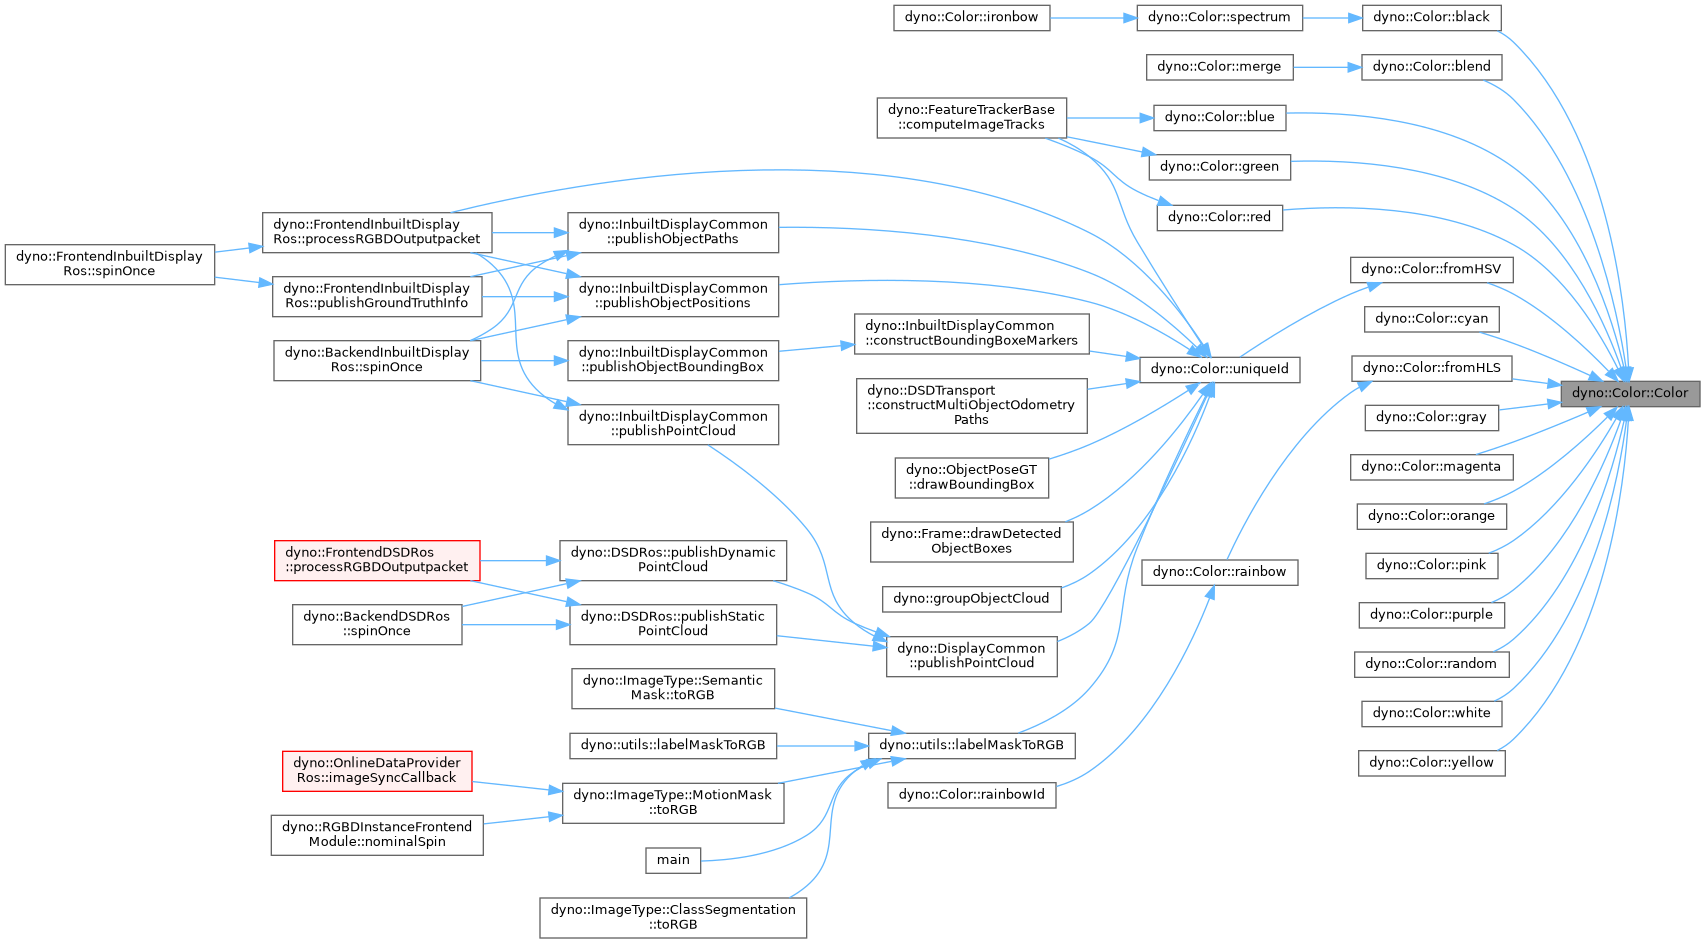 dyno::Color::ironbow
dyno::Color::spectrum
dyno::Color::black
dyno::Color::merge
dyno::Color::blend
dyno::FeatureTrackerBase
::computeImageTracks
dyno::Color::blue
dyno::Color::green
dyno::Color::red
dyno::FrontendInbuiltDisplay
Ros::spinOnce
dyno::FrontendInbuiltDisplay
Ros::processRGBDOutputpacket
dyno::InbuiltDisplayCommon
::publishObjectPaths
dyno::FrontendInbuiltDisplay
Ros::publishGroundTruthInfo
dyno::InbuiltDisplayCommon
::publishObjectPositions
dyno::BackendInbuiltDisplay
Ros::spinOnce
dyno::InbuiltDisplayCommon
::publishObjectBoundingBox
dyno::InbuiltDisplayCommon
::constructBoundingBoxeMarkers
dyno::InbuiltDisplayCommon
::publishPointCloud
dyno::DSDTransport
::constructMultiObjectOdometry
Paths
dyno::Color::uniqueId
dyno::Color::fromHSV
dyno::Color::cyan
dyno::Color::fromHLS
dyno::Color::Color
dyno::Color::gray
dyno::Color::magenta
dyno::Color::orange
dyno::Color::pink
dyno::Color::purple
dyno::Color::random
dyno::Color::white
dyno::Color::yellow
dyno::ObjectPoseGT
::drawBoundingBox
dyno::Frame::drawDetected
ObjectBoxes
dyno::groupObjectCloud
dyno::Color::rainbow
dyno::FrontendDSDRos
::processRGBDOutputpacket
dyno::DSDRos::publishDynamic
PointCloud
dyno::BackendDSDRos
::spinOnce
dyno::DSDRos::publishStatic
PointCloud
dyno::DisplayCommon
::publishPointCloud
dyno::ImageType::Semantic
Mask::toRGB
dyno::utils::labelMaskToRGB
dyno::utils::labelMaskToRGB
dyno::OnlineDataProvider
Ros::imageSyncCallback
dyno::ImageType::MotionMask
::toRGB
dyno::Color::rainbowId
dyno::RGBDInstanceFrontend
Module::nominalSpin
main
dyno::ImageType::ClassSegmentation
::toRGB